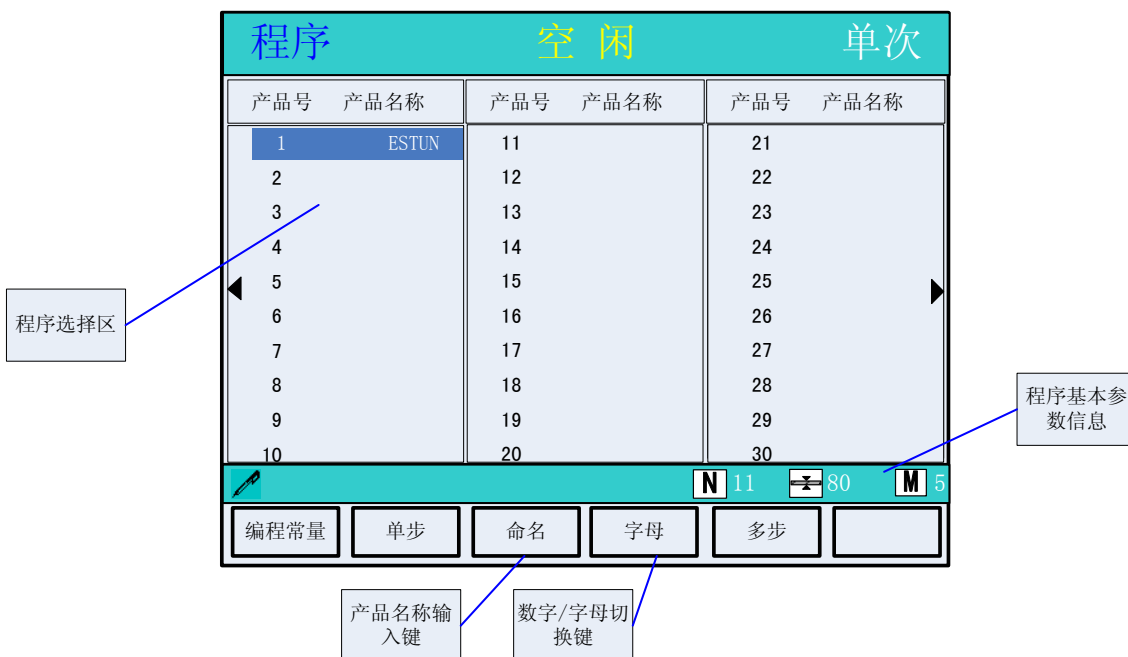 程序 空 闲 单次
产品号 产品名称 产品号 产品名称 产品号 产品名称
1 ESTUN 11 21
2 12 22
3 13 23
4 14 24
5 15 25
6 16 26
7 17 27
8 18 28
9 19 29
10 20 30
程序选择区
程序基本参
数信息
N 11 80 M 5
编程常量 单步 命名 字母 多步
产品名称输
入键
数字/字母切
换键